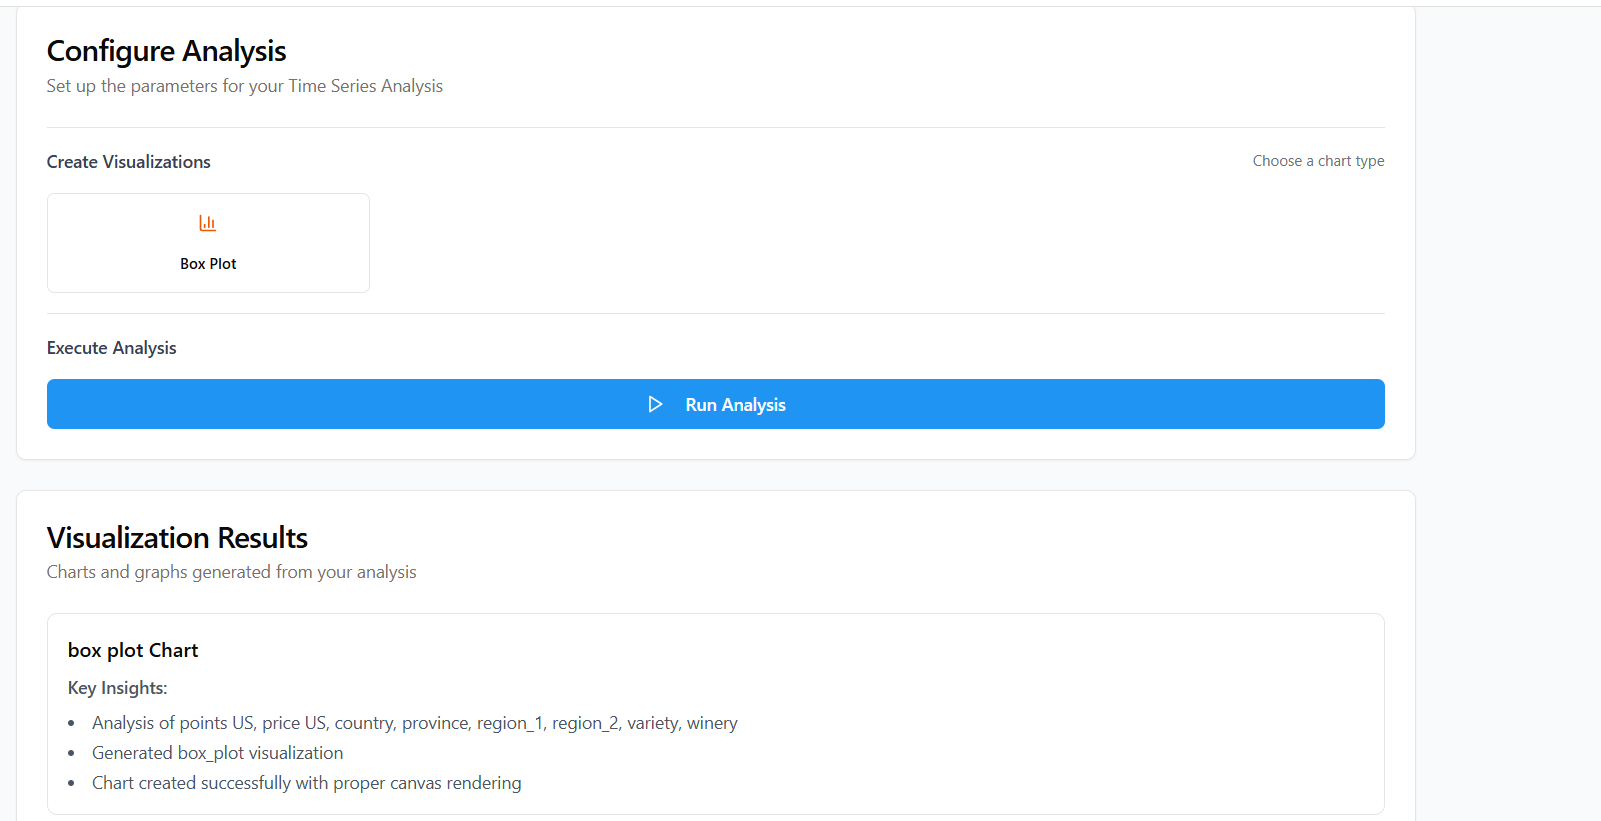 Configure Analysis
Set up the parameters for your Time Series Analysis
Create Visualizations
Choose a chart type
Box Plot
Execute Analysis
Run Analysis
Visualization Results
Charts and graphs generated from your analysis
box plot Chart
Key Insights:
• Analysis of points US, price US, country, province, region_1, region_2, variety, winery
• Generated box_plot visualization
• Chart created successfully with proper canvas rendering